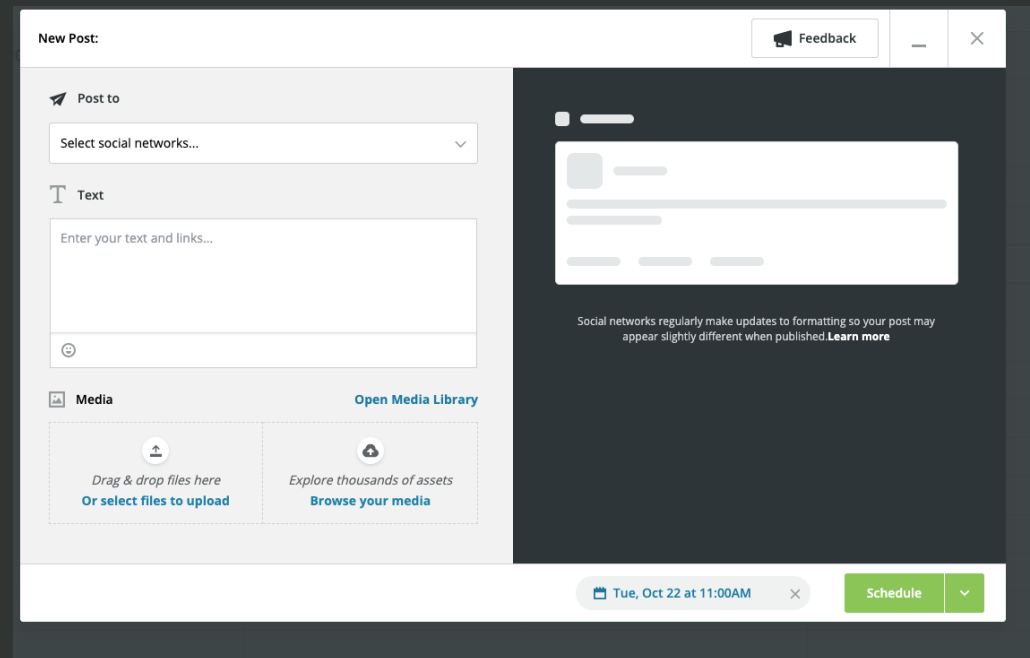 New Post:
Feedback
Post to
Select social networks...
Text
Enter your text and links...
Media
Open Media Library
Drag & drop files here
Or select files to upload
Explore thousands of assets
Browse your media
Social networks regularly make updates to formatting so your post may
appear slightly different when published.Learn more
Tue, Oct 22 at 11:00AM
Schedule